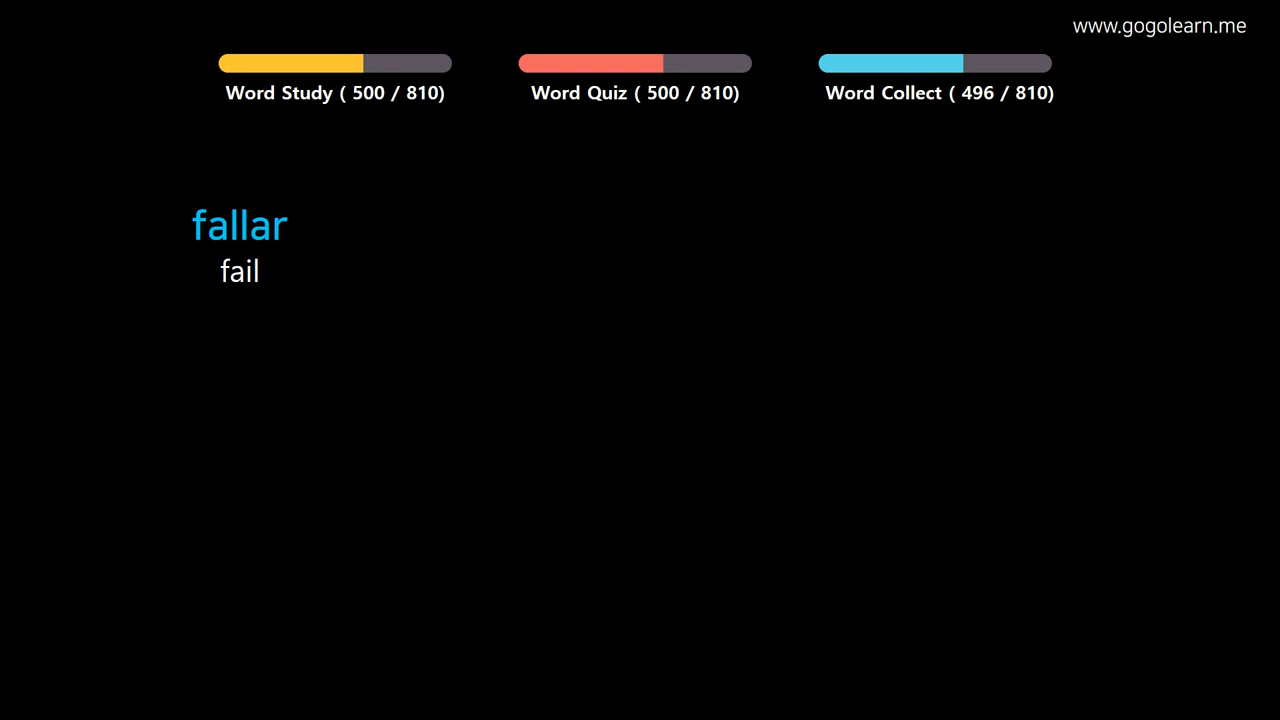 www.gogolearn.me
Word Study ( 500 / 810)
Word Quiz ( 500 / 810)
Word Collect ( 496 / 810)
fallar
fail